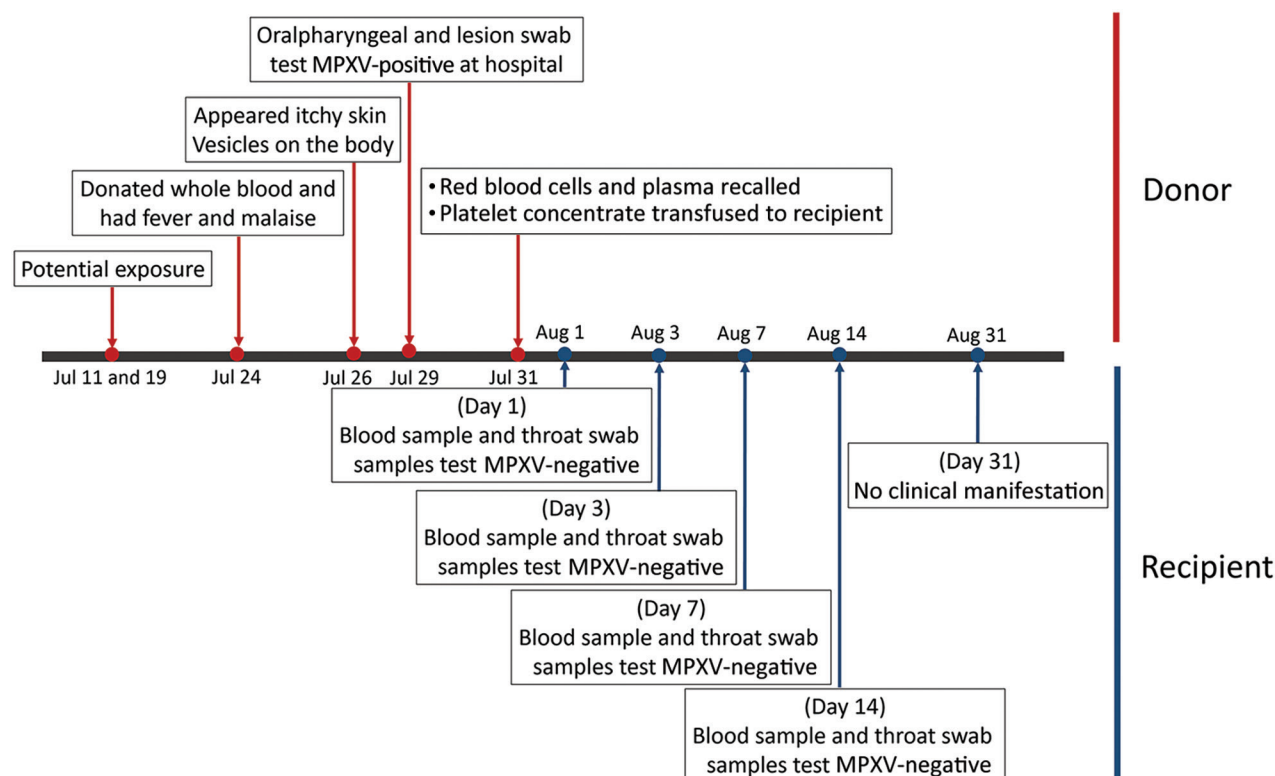 Oralpharyngeal and lesion swab
test MPXV-positive at hospital
Appeared itchy skin
Vesicles on the body
Donated whole blood and
had fever and malaise
• Red blood cells and plasma recalled
• Platelet concentrate transfused to recipient
Potential exposure
Donor
Aug 1
Aug 3
Aug 7
Aug 14
Aug 31
Jul 11 and 19
Jul 24
Jul 26
Jul 29
Jul 31
(Day 1)
Blood sample and throat swab
samples test MPXV-negative
(Day 3)
Blood sample and throat swab
samples test MPXV-negative
(Day 7)
Blood sample and throat swab
samples test MPXV-negative
(Day 14)
Blood sample and throat swab
samples test MPXV-negative
(Day 31)
No clinical manifestation
Recipient